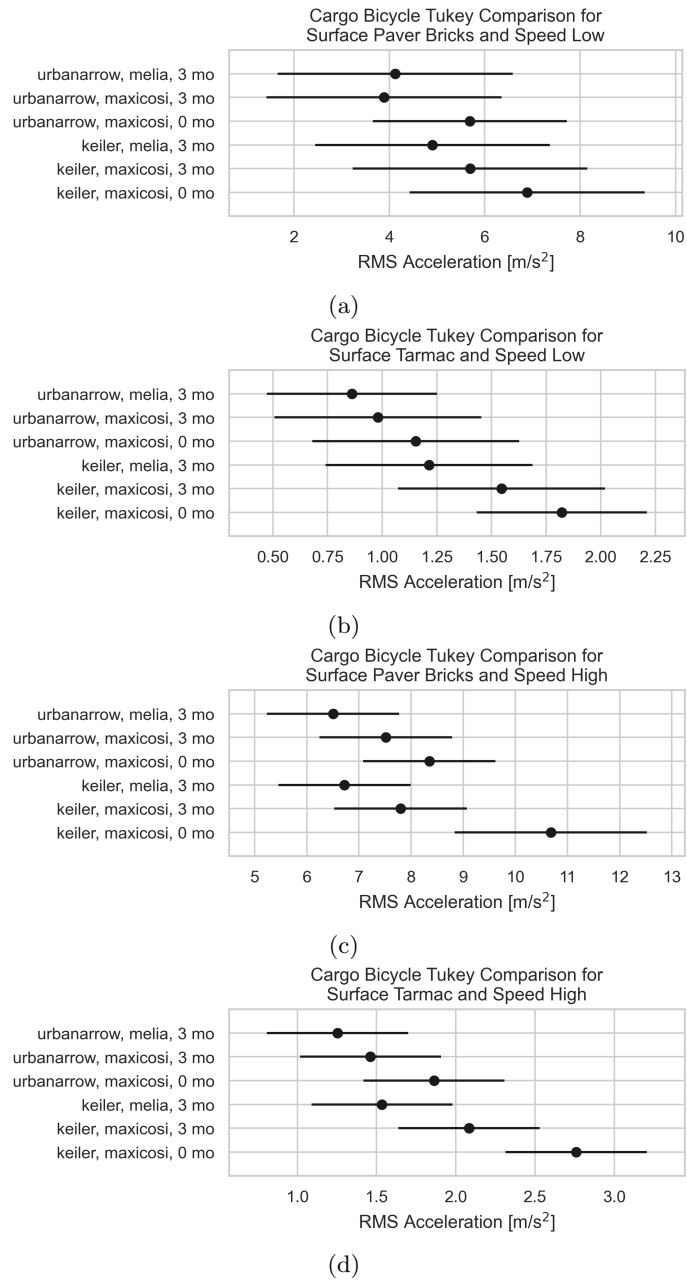 Cargo Bicycle Tukey Comparison for
Surface Paver Bricks and Speed Low
urbanarrow, melia, 3 mo
urbanarrow, maxicosi, 3 mo
urbanarrow, maxicosi, 0 mo
keiler, melia, 3 mo
keiler, maxicosi, 3 mo
keiler, maxicosi, 0 mo
2 4 6 8 10
RMS Acceleration [m/s²]
(a)
Cargo Bicycle Tukey Comparison for
Surface Tarmac and Speed Low
urbanarrow, melia, 3 mo
urbanarrow, maxicosi, 3 mo
urbanarrow, maxicosi, 0 mo
keiler, melia, 3 mo
keiler, maxicosi, 3 mo
keiler, maxicosi, 0 mo
0.50 0.75 1.00 1.25 1.50 1.75 2.00 2.25
RMS Acceleration [m/s²]
(b)
Cargo Bicycle Tukey Comparison for
Surface Paver Bricks and Speed High
urbanarrow, melia, 3 mo
urbanarrow, maxicosi, 3 mo
urbanarrow, maxicosi, 0 mo
keiler, melia, 3 mo
keiler, maxicosi, 3 mo
keiler, maxicosi, 0 mo
5 6 7 8 9 10 11 12 13
RMS Acceleration [m/s²]
(c)
Cargo Bicycle Tukey Comparison for
Surface Tarmac and Speed High
urbanarrow, melia, 3 mo
urbanarrow, maxicosi, 3 mo
urbanarrow, maxicosi, 0 mo
keiler, melia, 3 mo
keiler, maxicosi, 3 mo
keiler, maxicosi, 0 mo
1.0 1.5 2.0 2.5 3.0
RMS Acceleration [m/s²]
(d)